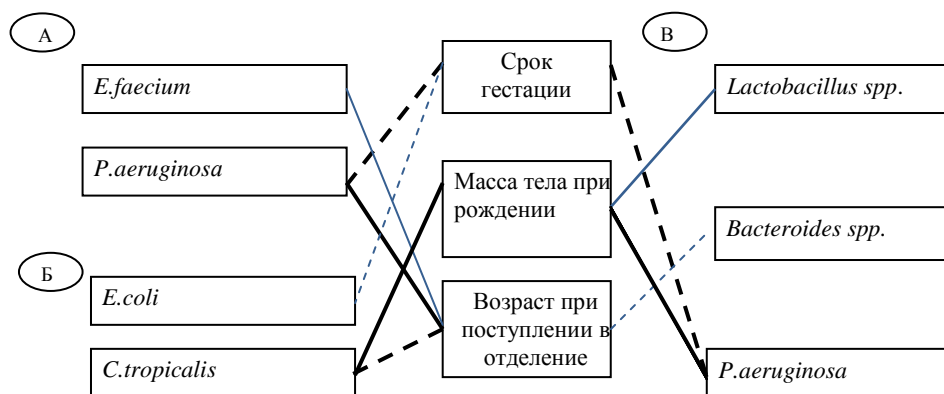 А
E.faecium
P.aeruginosa
Б
E.coli
C.tropicalis
Срок
гестации
Масса тела при
рождении
Возраст при
поступлении в
отделение
В
Lactobacillus spp.
Bacteroides spp.
P.aeruginosa